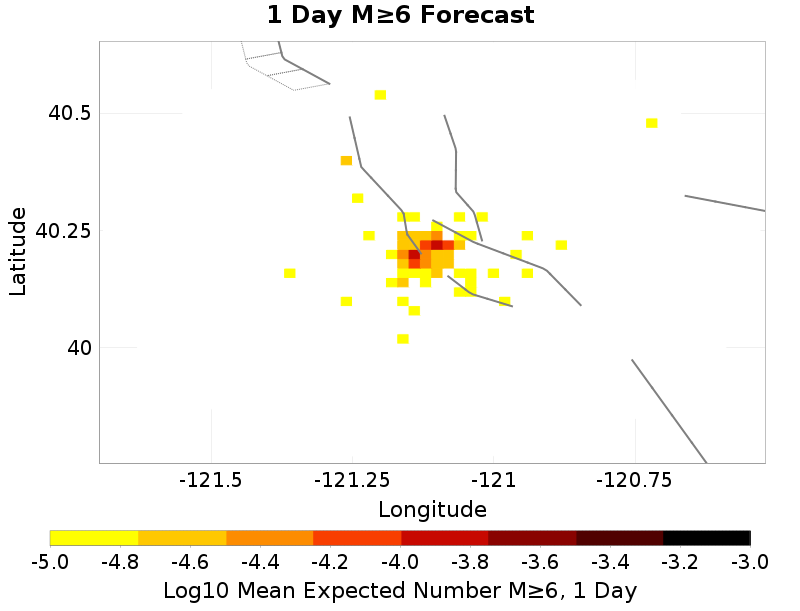 1 Day M≥6 Forecast
40.5
40.25
40
Latitude
-121.5 -121.25 -121 -120.75
Longitude
-5.0 -4.8 -4.6 -4.4 -4.2 -4.0 -3.8 -3.6 -3.4 -3.2 -3.0
Log10 Mean Expected Number M≥6, 1 Day